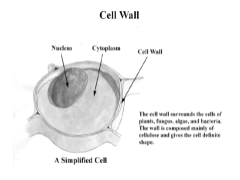 Cell Wall
Nucleus
Cytoplasm
Cell Wall
The cell wall surrounds the cells of
plants, fungus, algae, and bacteria.
The wall is composed mainly of
cellulose and gives the cell definite
shape.
A Simplified Cell